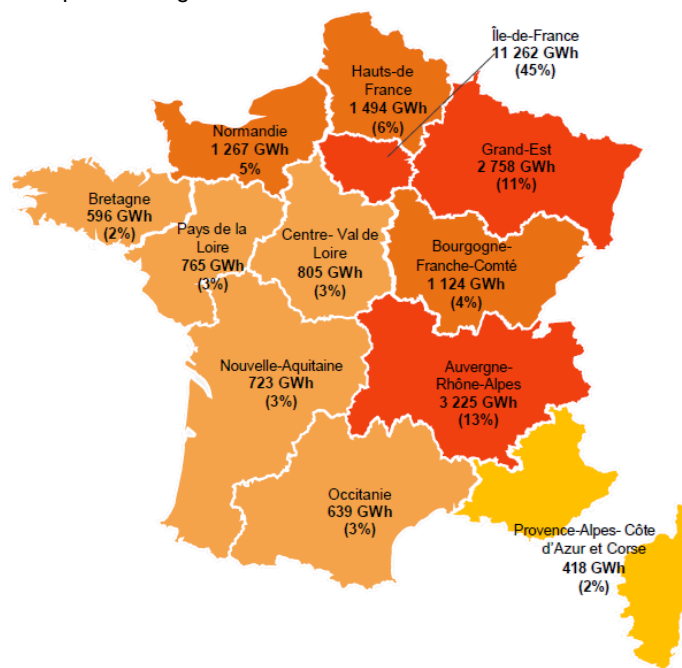 Île-de-France
11 262 GWh
(45%)
Hauts-de
France
1 494 GWh
(6%)
Normandie
1 267 GWh
5%
Grand-Est
2 758 GWh
(11%)
Bretagne
596 GWh
(2%)
Pays de la
Loire
765 GWh
(3%)
Centre- Val de
Loire
805 GWh
(3%)
Bourgogne-
Franche-Comté
1 124 GWh
(4%)
Nouvelle-Aquitaine
723 GWh
(3%)
Auvergne-
Rhône-Alpes
3 225 GWh
(13%)
Occitanie
639 GWh
(3%)
Provence-Alpes- Côte
d'Azur et Corse
418 GWh
(2%)